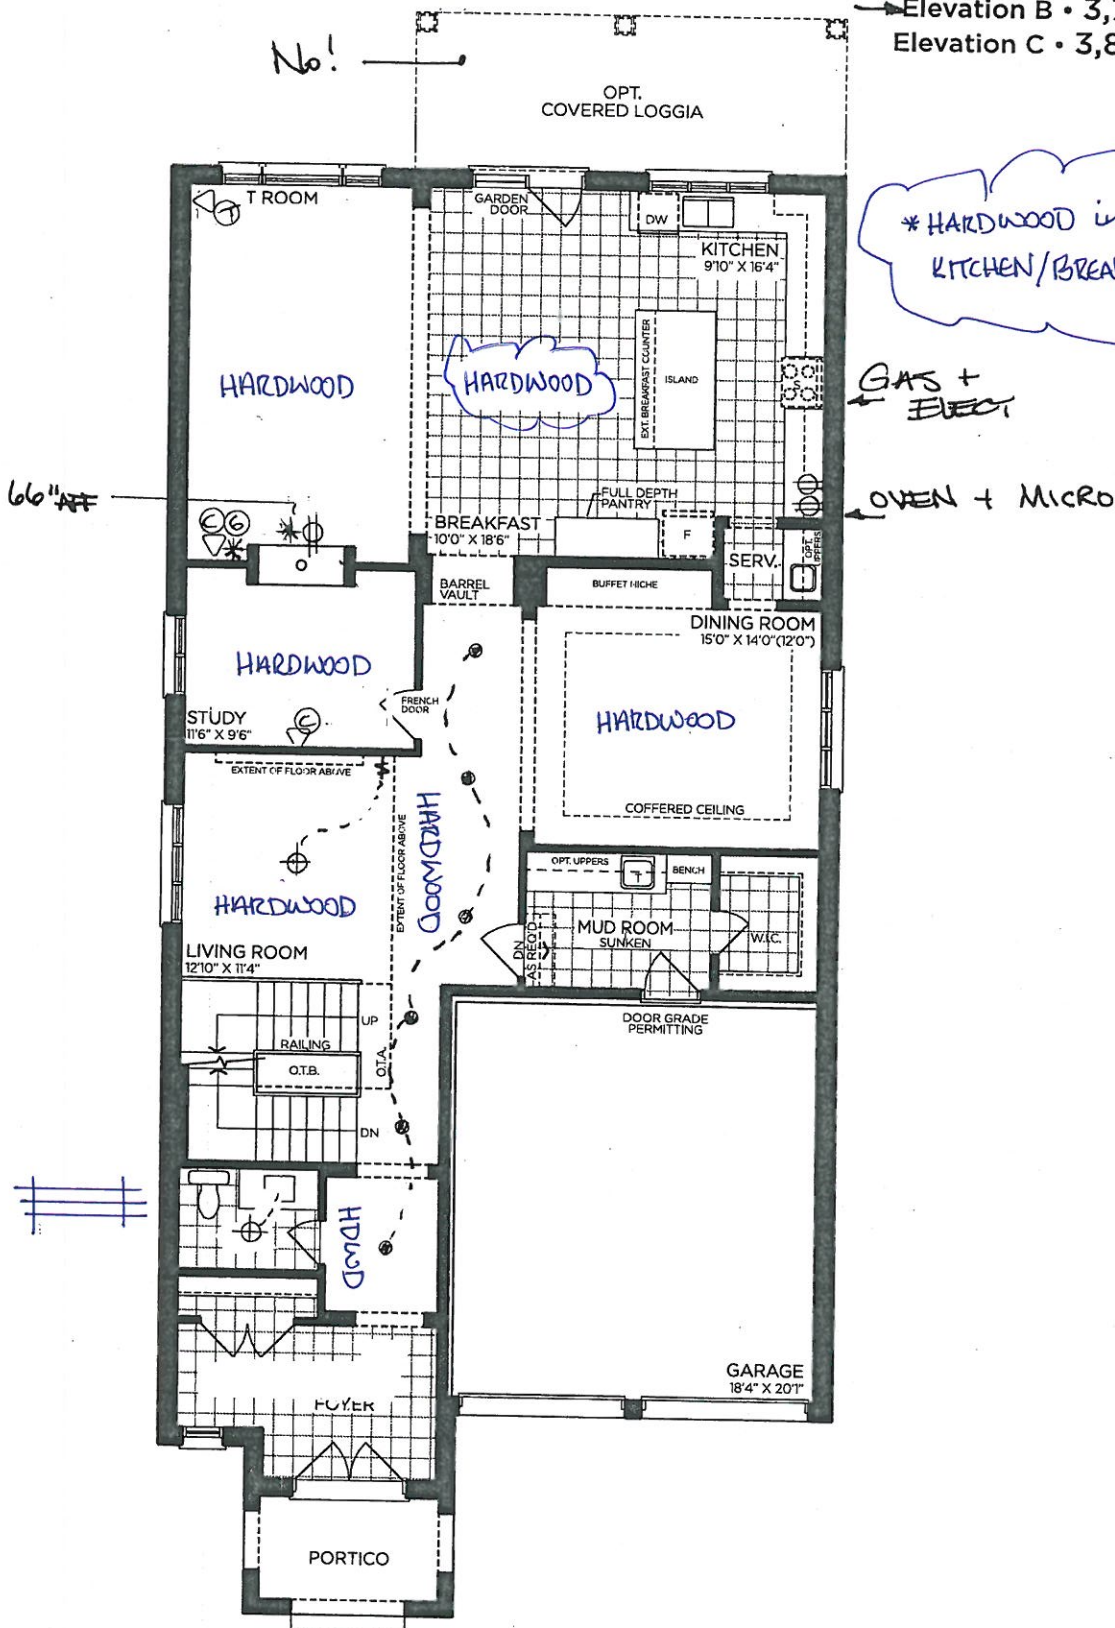 Elevation B • 3,
Elevation C • 3,8
No!
OPT.
COVERED LOGGIA
T ROOM
T
GARDEN
DOOR
DW
KITCHEN
9'10" X 16'4"
* HARDWOOD
KITCHEN/BREA
EXT. BREAKFAST COUNTER
ISLAND
S
GAS +
ELECT
HARDWOOD
HARDWOOD
66" AFF
OVEN + MICRO
C G
FULL DEPTH
PANTRY
BREAKFAST
10'0" X 18'6"
F
SERV.
OPT.
UPPERS
BARREL
VAULT
BUFFET NICHE
DINING ROOM
15'0" X 14'0"(12'0")
HARDWOOD
FRENCH
DOOR
STUDY
11'6" X 9'6"
C
HARDWOOD
COFFERED CEILING
EXTENT OF FLOOR ABOVE
EXTENT OF FLOOR ABOVE
HARDWOOD
HARDWOOD
LIVING ROOM
12'10" X 11'4"
OPT. UPPERS
T
BENCH
MUD ROOM
SUNKEN
W.I.C.
DN
AS REQ'D
DOOR GRADE
PERMITTING
UP
RAILING
O.T.B.
O.T.A.
DN
HDWD
FOYER
GARAGE
18'4" X 20'1"
PORTICO